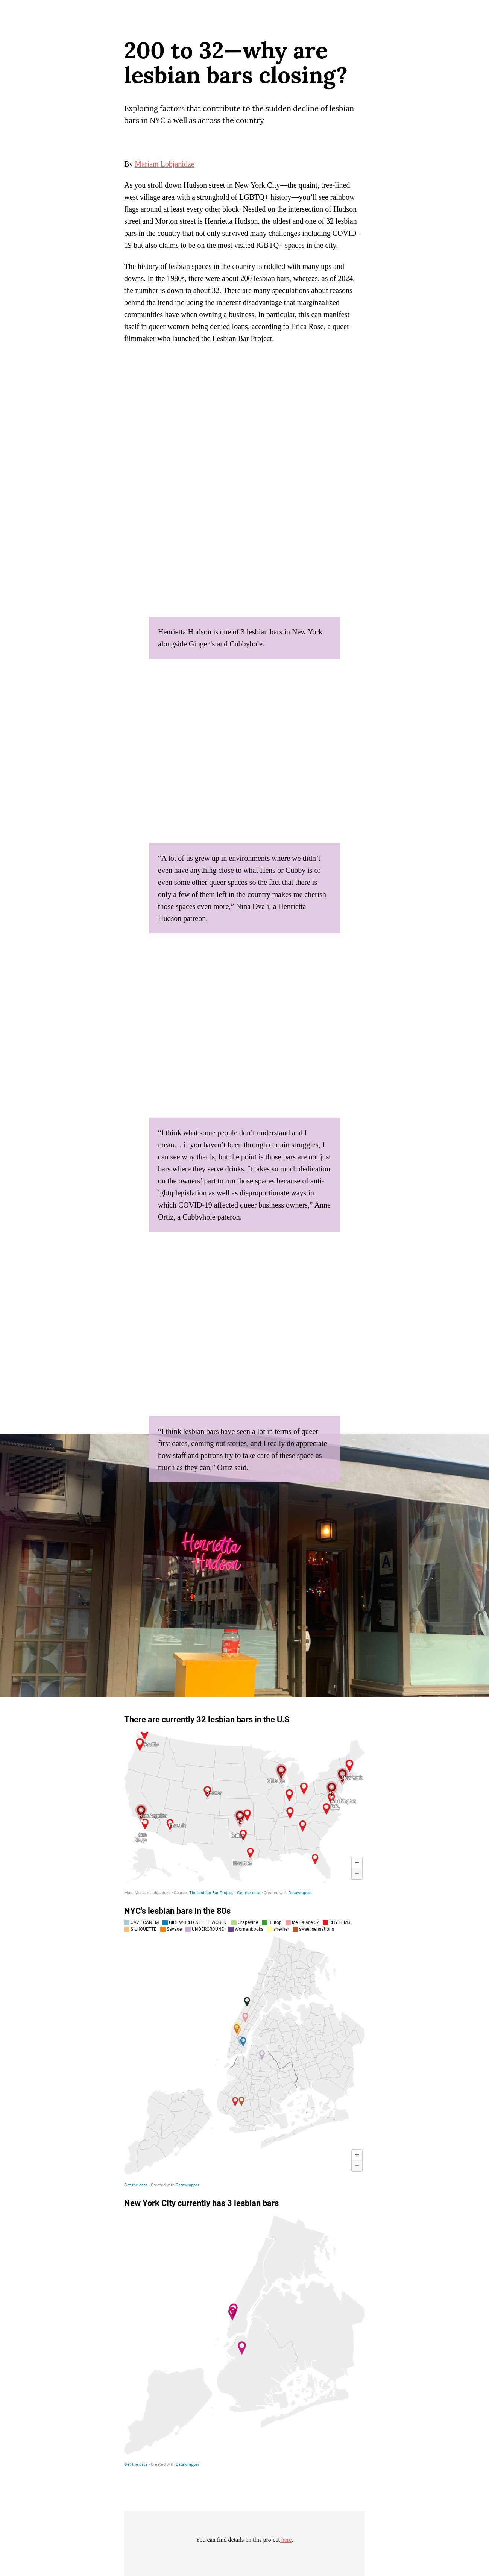 200 to 32—why are
lesbian bars closing?
Exploring factors that contribute to the sudden decline of lesbian
bars in NYC a well as across the country
By Mariam Lobjanidze
As you stroll down Hudson street in New York City—the quaint, tree-lined
west village area with a stronghold of LGBTQ+ history—you’ll see rainbow
flags around at least every other block. Nestled on the intersection of Hudson
street and Morton street is Henrietta Hudson, the oldest and one of 32 lesbian
bars in the country that not only survived many challenges including COVID-
19 but also claims to be on the most visited lGBTQ+ spaces in the city.
The history of lesbian spaces in the country is riddled with many ups and
downs. In the 1980s, there were about 200 lesbian bars, whereas, as of 2024,
the number is down to about 32. There are many speculations about reasons
behind the trend including the inherent disadvantage that marginzalized
communities have when owning a business. In particular, this can manifest
itself in queer women being denied loans, according to Erica Rose, a queer
filmmaker who launched the Lesbian Bar Project.
Henrietta Hudson is one of 3 lesbian bars in New York
alongside Ginger’s and Cubbyhole.
“A lot of us grew up in environments where we didn’t
even have anything close to what Hens or Cubby is or
even some other queer spaces so the fact that there is
only a few of them left in the country makes me cherish
those spaces even more,” Nina Dvali, a Henrietta
Hudson patreon.
“I think what some people don’t understand and I
mean… if you haven’t been through certain struggles, I
can see why that is, but the point is those bars are not just
bars where they serve drinks. It takes so much dedication
on the owners’ part to run those spaces because of anti-
lgbtq legislation as well as disproportionate ways in
which COVID-19 affected queer business owners,” Anne
Ortiz, a Cubbyhole pateron.
“I think lesbian bars have seen a lot in terms of queer
first dates, coming out stories, and I really do appreciate
how staff and patrons try to take care of these space as
much as they can,” Ortiz said.
Henrietta
Hudson
A
There are currently 32 lesbian bars in the U.S
Chicago
Dallas
Houston
San
Diego
+
−
Map: Mariam Lobjanidze • Source: The lesbian Bar Project • Get the data • Created with Datawrapper
NYC's lesbian bars in the 80s
CAVE CANEM GIRL WORLD AT THE WORLD Grapevine Hilltop Ice Palace 57 RHYTHMS
SILHOUETTE Savage UNDERGROUND Womanbooks sha/her sweet sensations
+
−
Get the data • Created with Datawrapper
New York City currently has 3 lesbian bars
Get the data • Created with Datawrapper
You can find details on this project here.